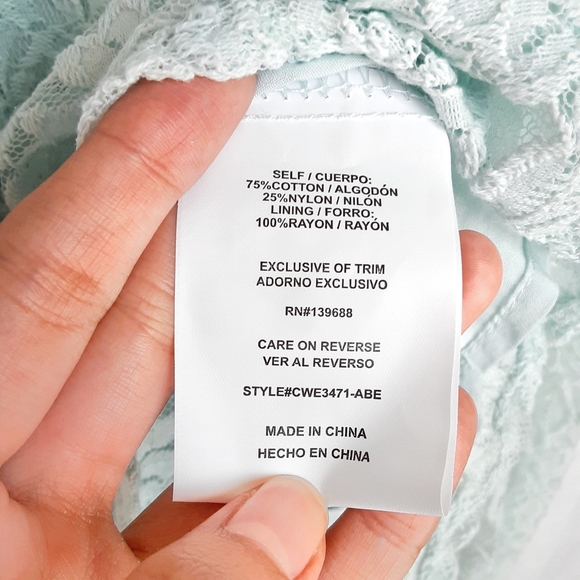 SELF / CUERPO:
75%COTTON / ALGODÓN
25%NYLON / NILÓN
LINING / FORRO:
100%RAYON / RAYÓN
EXCLUSIVE OF TRIM
ADORNO EXCLUSIVO
RN#139688
CARE ON REVERSE
VER AL REVERSO
STYLE#CWE3471-ABE
MADE IN CHINA
HECHO EN CHINA